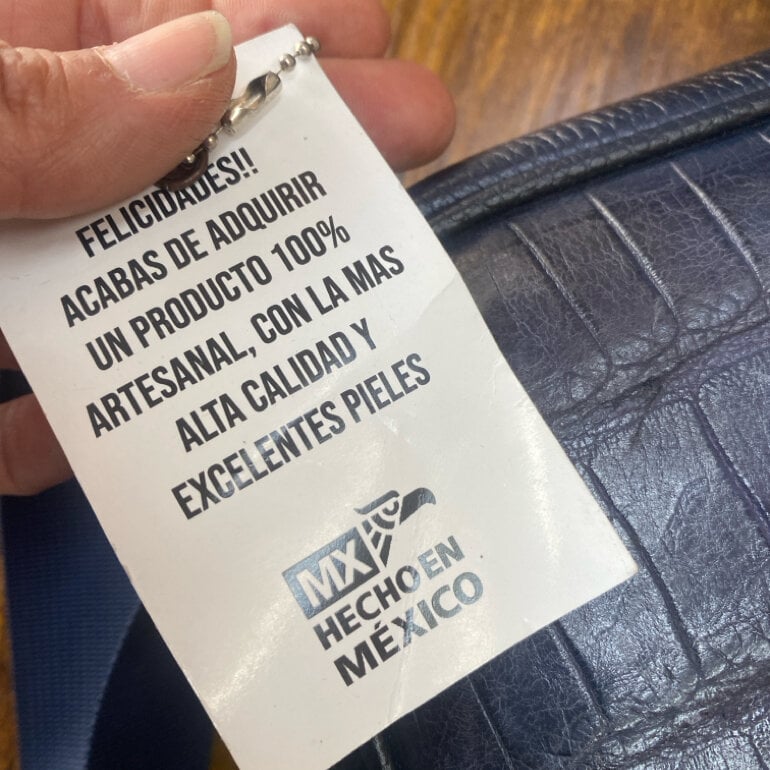 FELICIDADES!!
ACABAS DE ADQUIRIR
UN PRODUCTO 100%
ARTESANAL, CON LA MAS
ALTA CALIDAD Y
EXCELENTES PIELES
MX
HECHO EN
MÉXICO